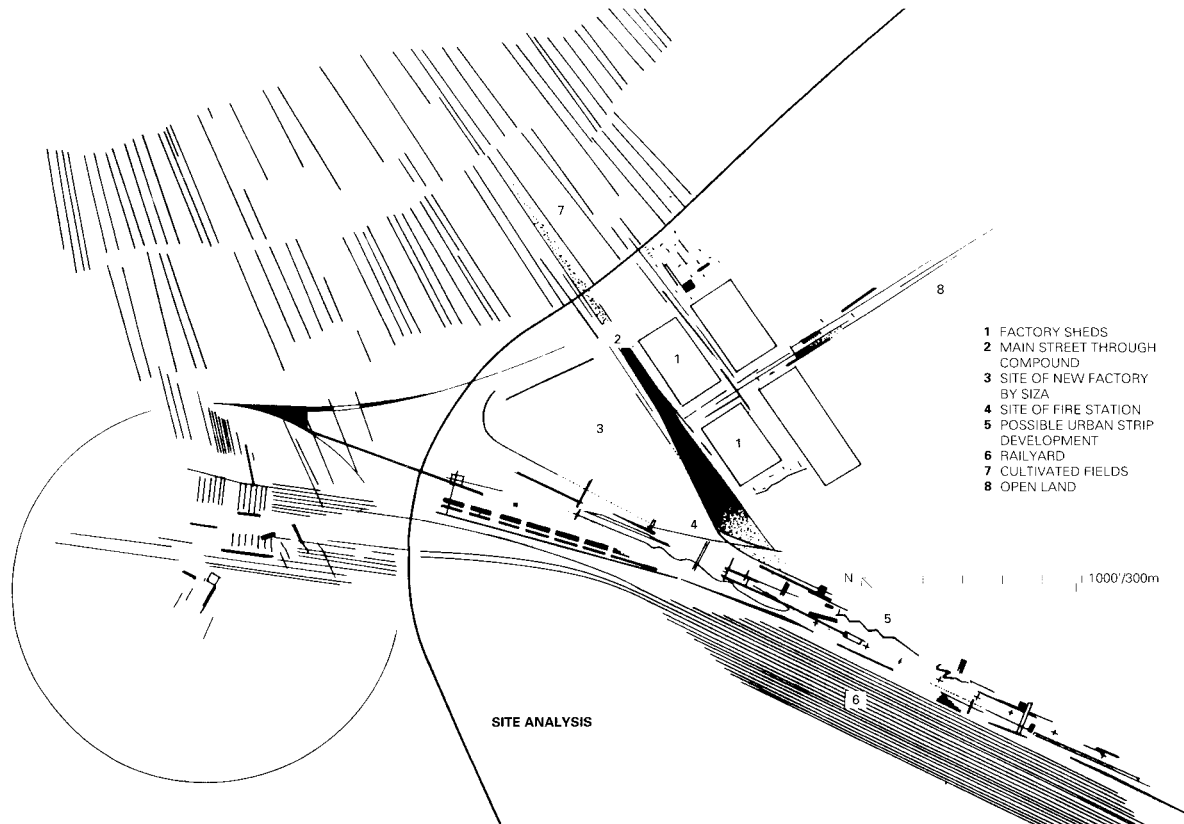 7
8
2
1
1
3
4
5
6
1 FACTORY SHEDS
2 MAIN STREET THROUGH
COMPOUND
3 SITE OF NEW FACTORY
BY SIZA
4 SITE OF FIRE STATION
5 POSSIBLE URBAN STRIP
DEVELOPMENT
6 RAILYARD
7 CULTIVATED FIELDS
8 OPEN LAND
N
1000'/300m
SITE ANALYSIS